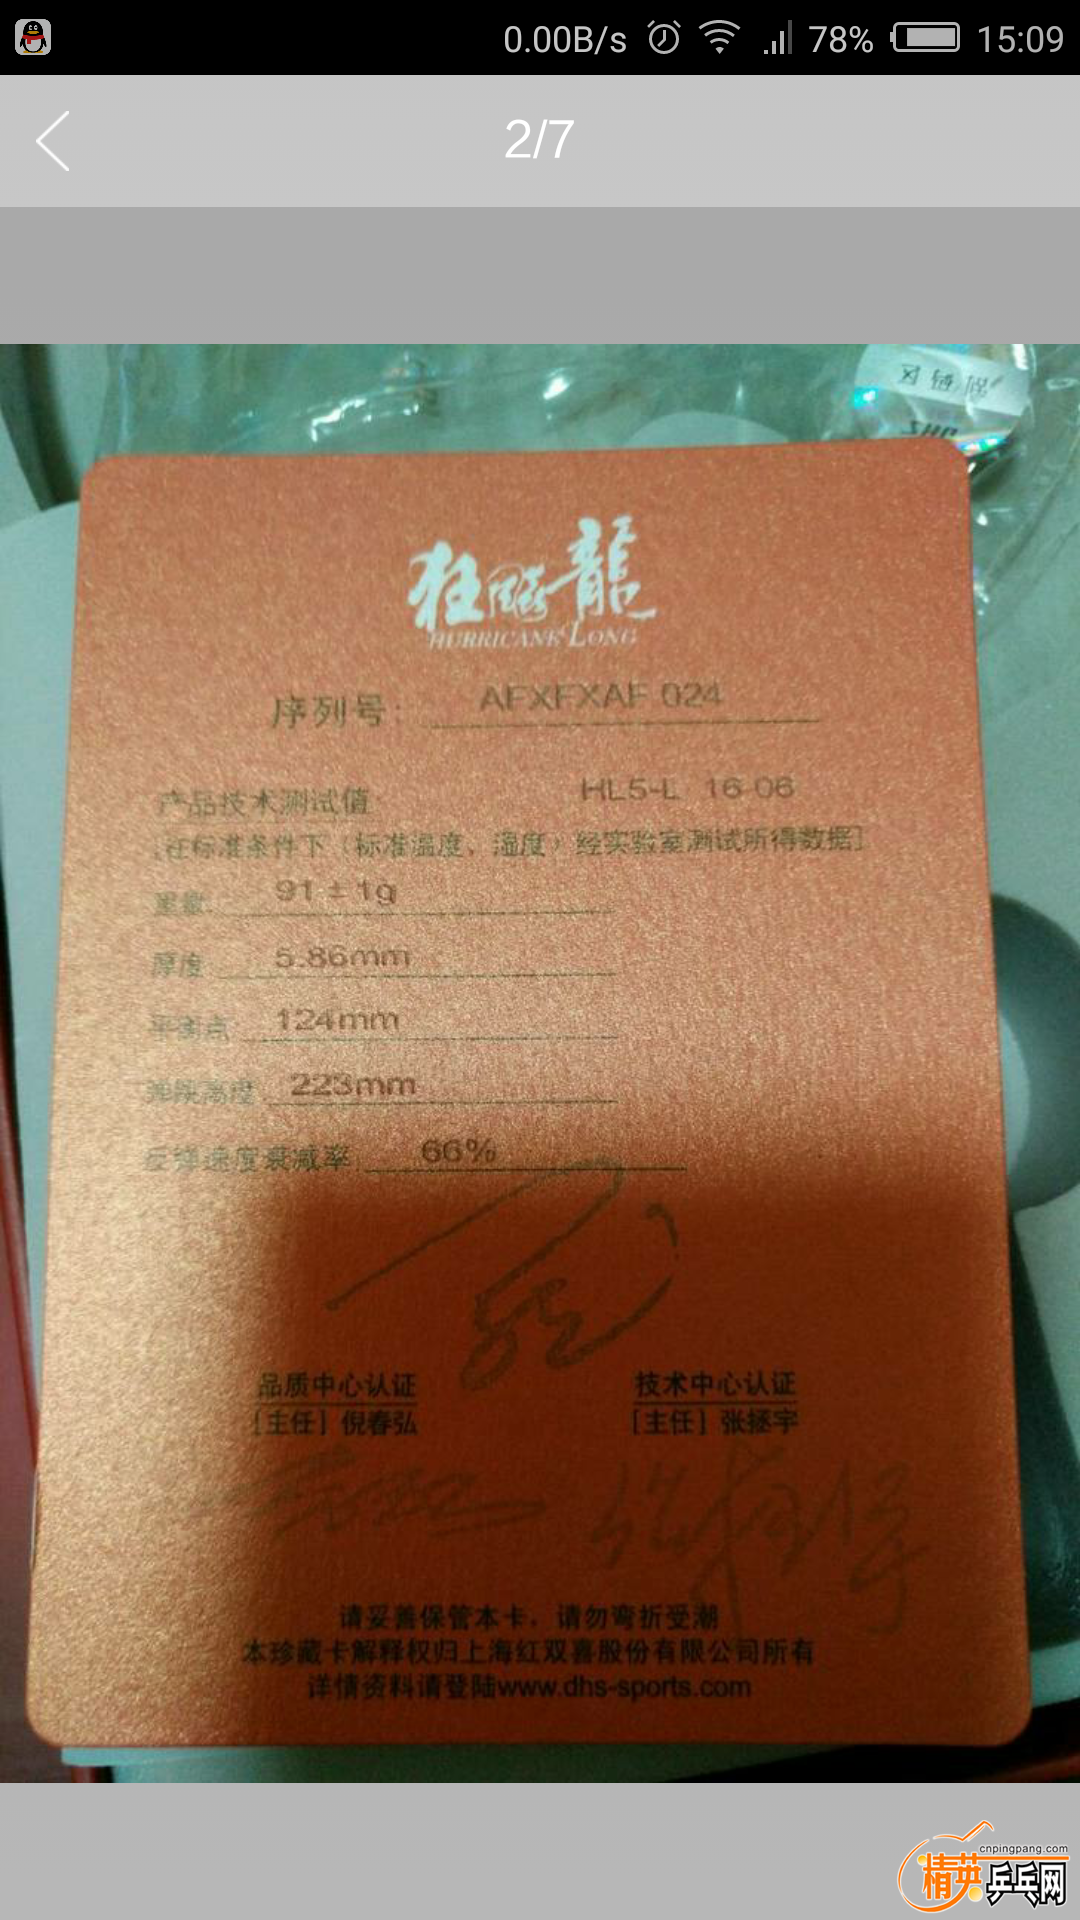 0.00B/s 78% 15:09
2/7
狂飚龍
HURRICANE LONG
序列号: AFXFXAF 024
产品技术测试值 HL5-L 16 06
[在标准条件下（标准温度、湿度）经实验室测试所得数据]
重量 91±1g
厚度 5.86mm
平衡点 124mm
弹跳高度 223mm
反弹速度衰减率 66%
品质中心认证 技术中心认证
[主任] 倪春弘 [主任] 张拯宇
请妥善保管本卡，请勿弯折受潮
本珍藏卡解释权归上海红双喜股份有限公司所有
详情资料请登陆www.dhs-sports.com
cnpingpang.com
精英乒乓网